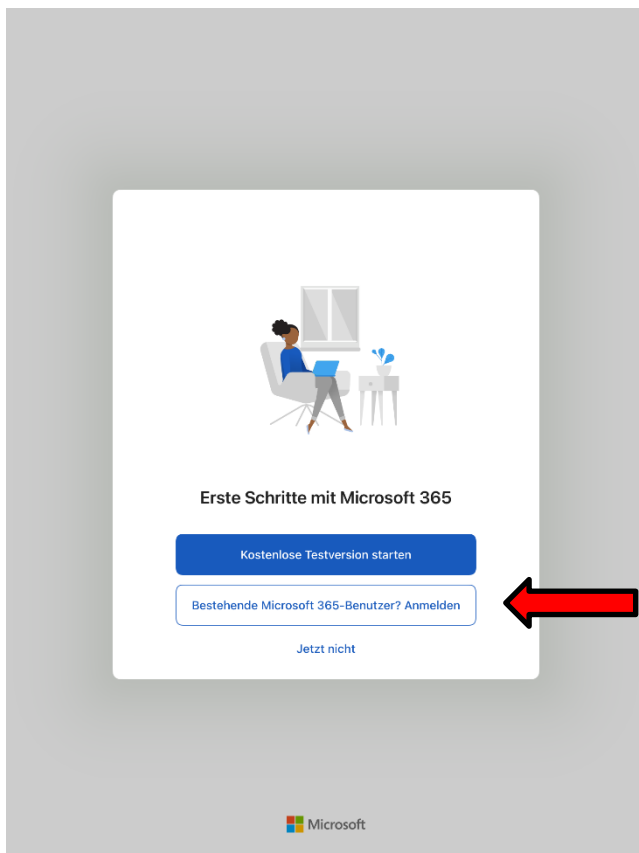 Erste Schritte mit Microsoft 365
Kostenlose Testversion starten
Bestehende Microsoft 365-Benutzer? Anmelden
Jetzt nicht
Microsoft